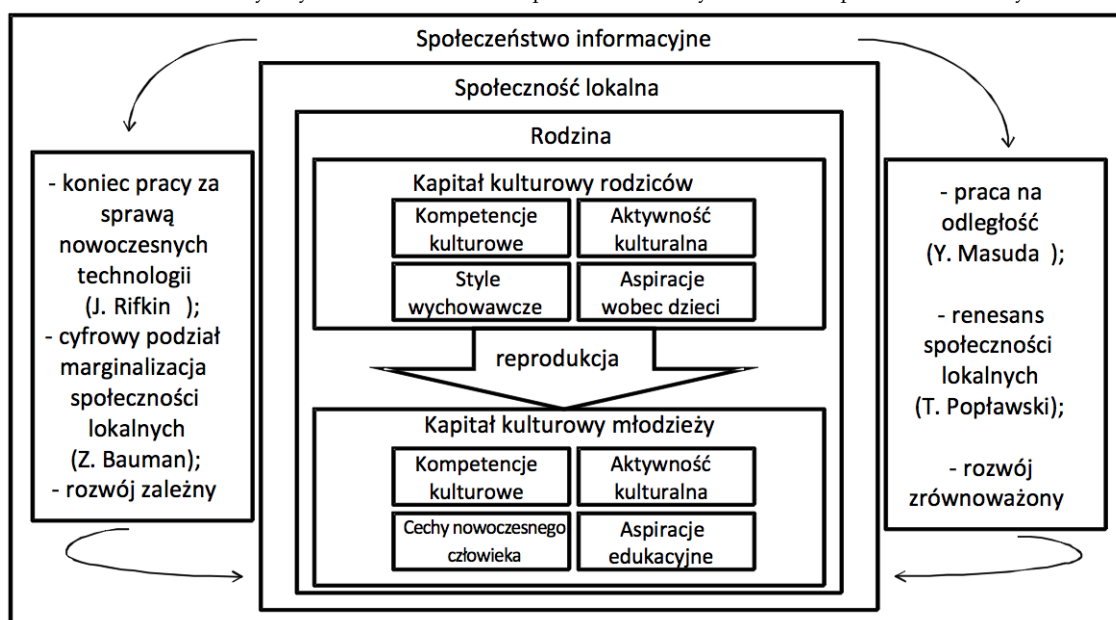 Społeczeństwo informacyjne
Społeczność lokalna
Rodzina
Kapitał kulturowy rodziców
Kompetencje
kulturowe
Aktywność
kulturalna
Style
wychowawcze
Aspiracje
wobec dzieci
reprodukcja
Kapitał kulturowy młodzieży
Kompetencje
kulturowe
Aktywność
kulturalna
Cechy nowoczesnego
człowieka
Aspiracje
edukacyjne
- koniec pracy za
sprawą
nowoczesnych
technologii
(J. Rifkin );
- cyfrowy podział
marginalizacja
społeczności
lokalnych
(Z. Bauman);
- rozwój zależny
- praca na
odległość
(Y. Masuda );
- renesans
społeczności
lokalnych
(T. Popławski);
- rozwój
zrównoważony